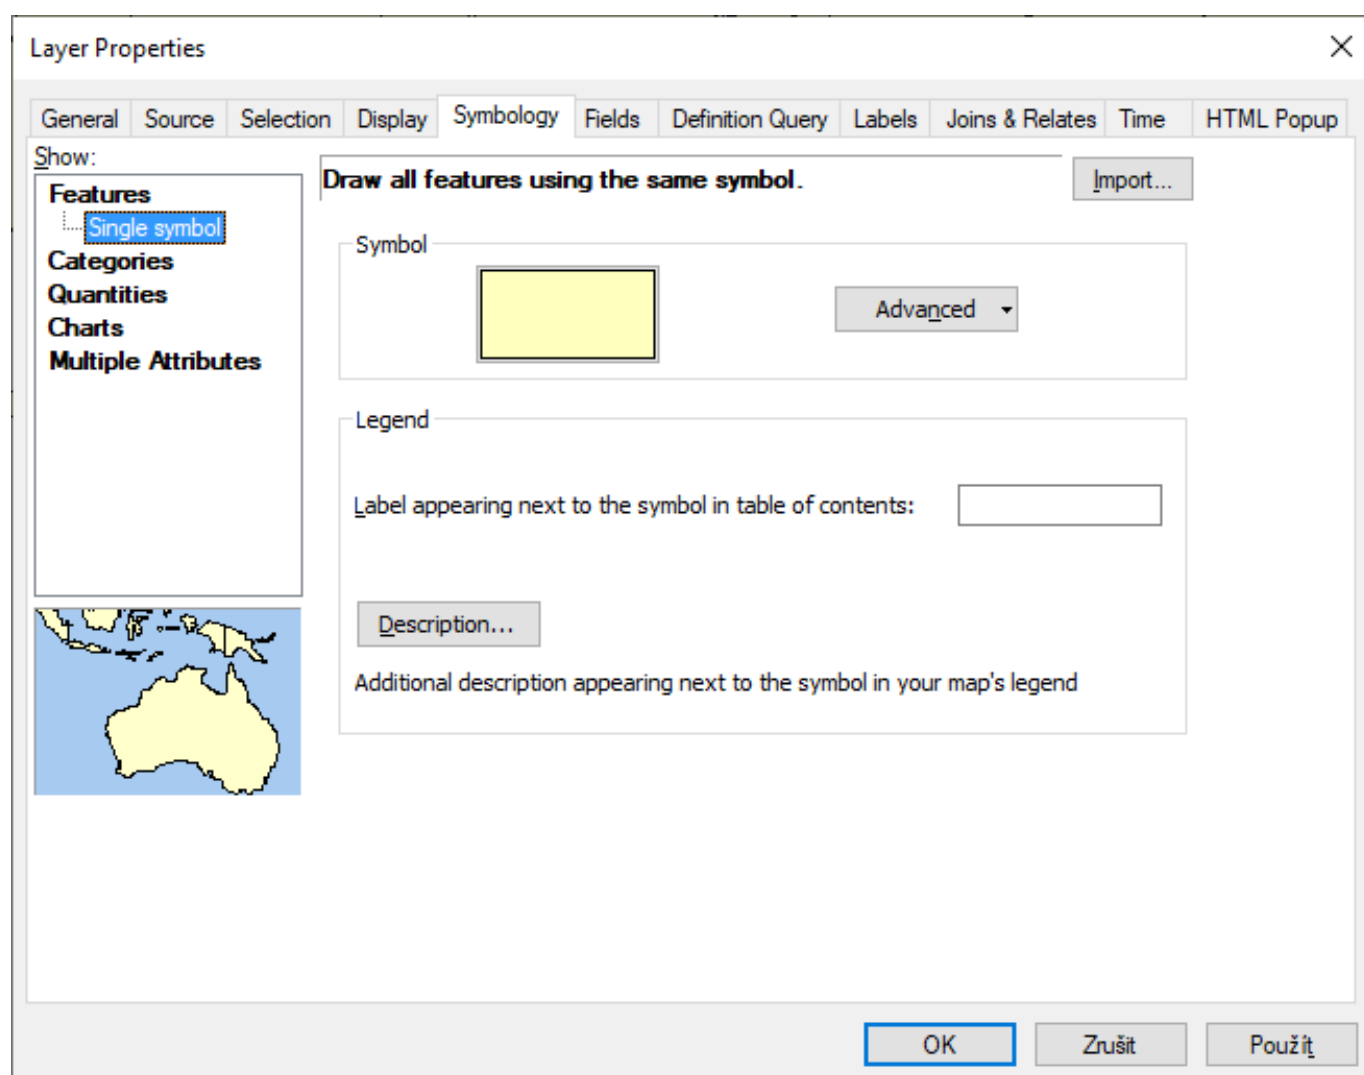 Layer Properties
General Source Selection Display Symbology Fields Definition Query Labels Joins & Relates Time HTML Popup
Show:
Features
Single symbol
Categories
Quantities
Charts
Multiple Attributes
Draw all features using the same symbol.
Import...
Symbol
Advanced
Legend
Label appearing next to the symbol in table of contents:
Description...
Additional description appearing next to the symbol in your map's legend
OK Zrušit Použít